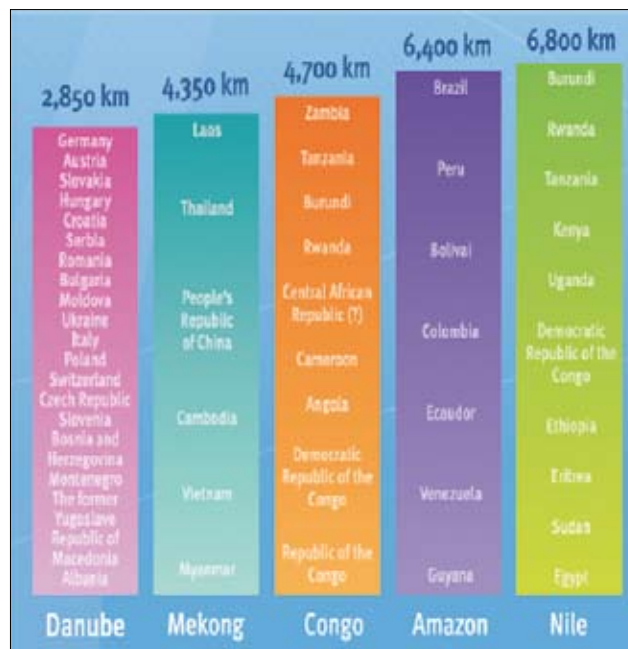 2,850 km
Germany
Austria
Slovakia
Hungary
Croatia
Serbia
Romania
Bulgaria
Moldova
Ukraine
Italy
Poland
Switzerland
Czech Republic
Slovenia
Bosnia and
Herzegovina
Montenegro
The former
Yugoslave
Republic of
Macedonia
Albania
Danube
4,350 km
Laos
Thailand
People's
Republic
of China
Cambodia
Vietnam
Myanmar
Mekong
4,700 km
Zambia
Tanzania
Burundi
Rwanda
Central African
Republic (?)
Cameroon
Angola
Democratic
Republic of the
Congo
Republic of the
Congo
Congo
6,400 km
Brazil
Peru
Bolivai
Colombia
Ecaudor
Venezuela
Guyana
Amazon
6,800 km
Burundi
Rwanda
Tanzania
Kenya
Uganda
Democratic
Republic of the
Congo
Ethiopia
Eritrea
Sudan
Egypt
Nile